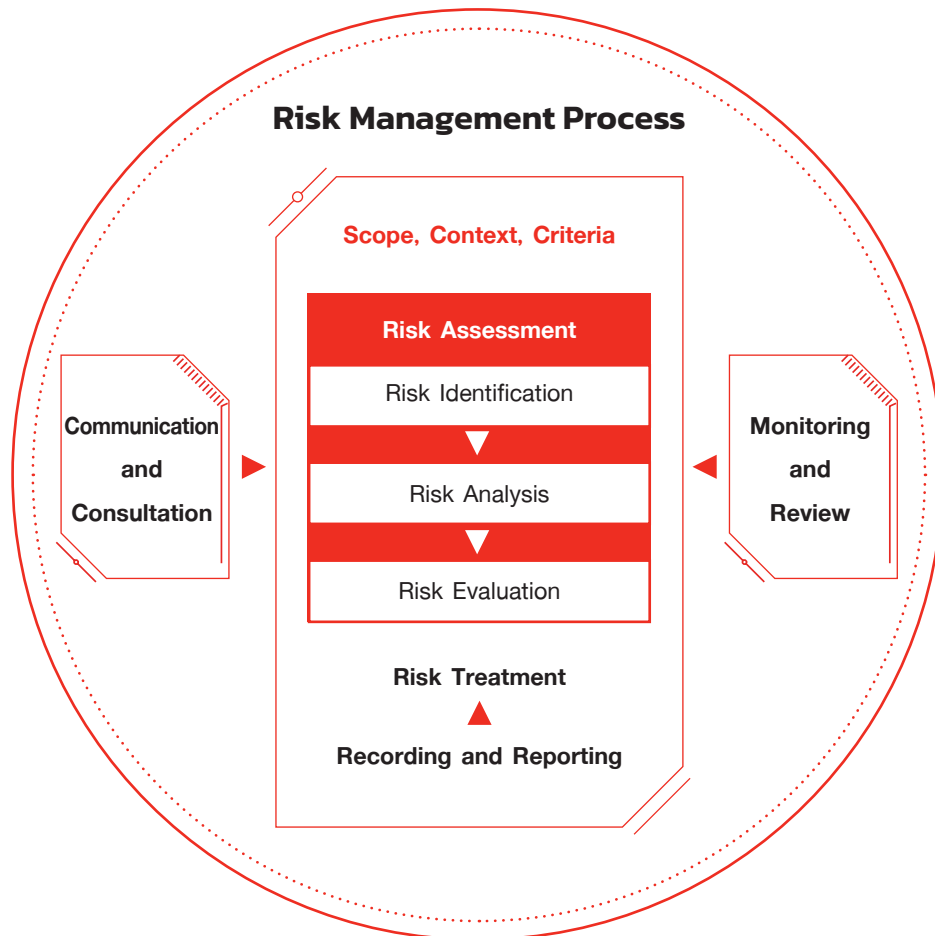 Risk Management Process
Scope, Context, Criteria
Risk Assessment
Risk Identification
Risk Analysis
Risk Evaluation
Risk Treatment
Recording and Reporting
Communication
and
Consultation
Monitoring
and
Review